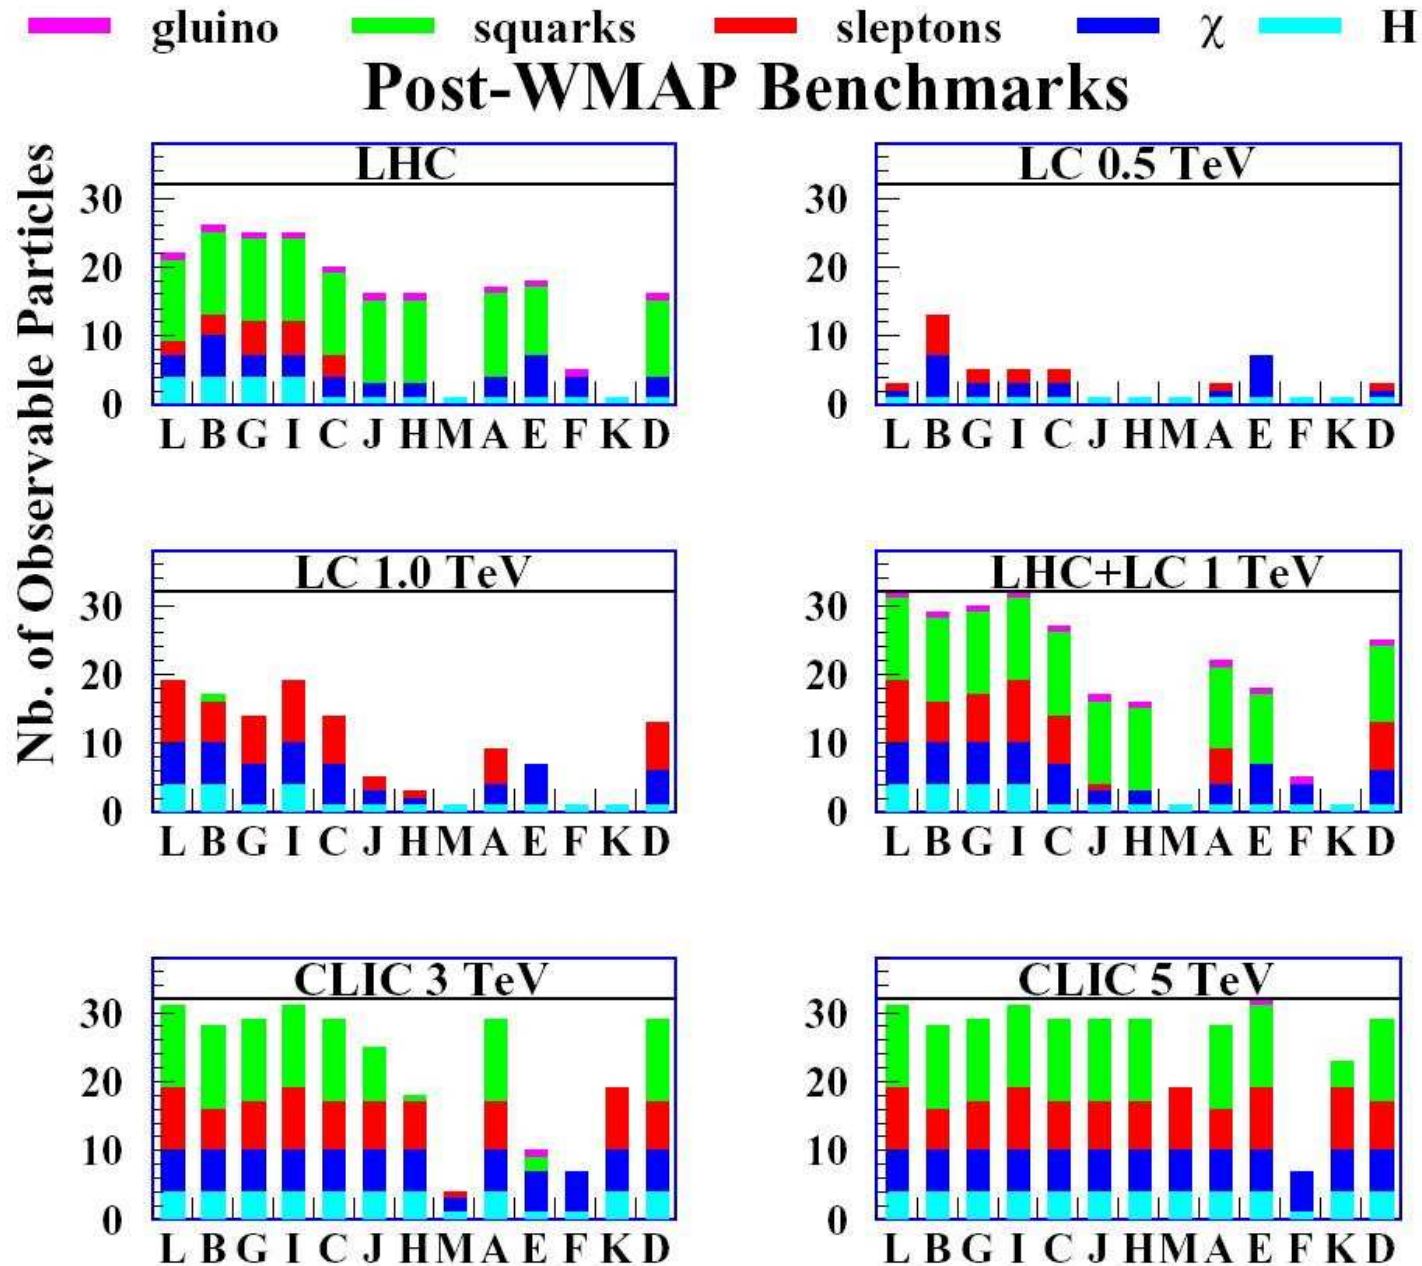 gluino squarks sleptons χ H
Post-WMAP Benchmarks
Nb. of Observable Particles
LHC
30
20
10
0
L B G I C J H M A E F K D
LC 0.5 TeV
30
20
10
0
L B G I C J H M A E F K D
LC 1.0 TeV
30
20
10
0
L B G I C J H M A E F K D
LHC+LC 1 TeV
30
20
10
0
L B G I C J H M A E F K D
CLIC 3 TeV
30
20
10
0
L B G I C J H M A E F K D
CLIC 5 TeV
30
20
10
0
L B G I C J H M A E F K D